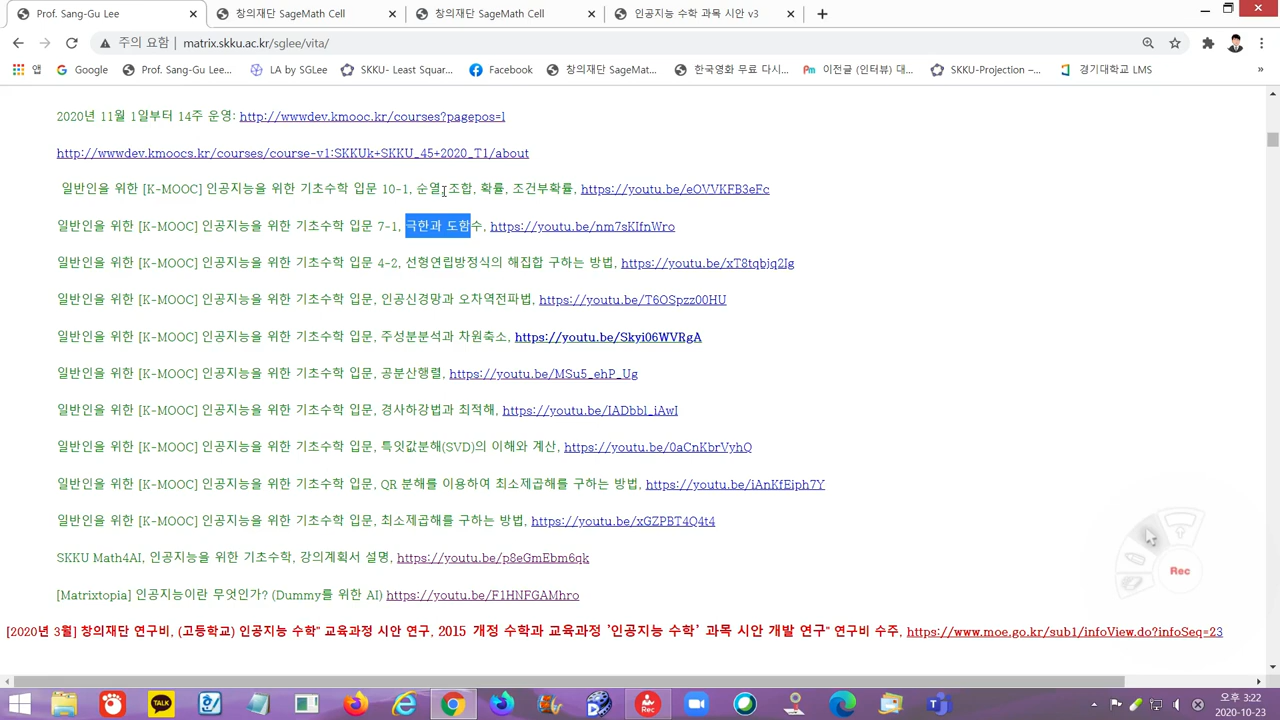 Prof. Sang-Gu Lee
창의재단 SageMath Cell
창의재단 SageMath Cell
인공지능 수학 과목 시안 v3
주의 요함 | matrix.skku.ac.kr/sglee/vita/
앱 Google Prof. Sang-Gu Lee... LA by SGLee SKKU- Least Squar... Facebook 창의재단 SageMat... 한국영화 무료 다시... Pm 이전글 (인터뷰) 대... SKKU-Projection –... 경기대학교 LMS »
2020년 11월 1일부터 14주 운영: http://wwwdev.kmooc.kr/courses?pagepos=1
http://wwwdev.kmoocs.kr/courses/course-v1:SKKUk+SKKU_45+2020_T1/about
일반인을 위한 [K-MOOC] 인공지능을 위한 기초수학 입문 10-1, 순열,조합, 확률, 조건부확률, https://youtu.be/eOVVKFB3eFc
일반인을 위한 [K-MOOC] 인공지능을 위한 기초수학 입문 7-1, 극한과 도함수, https://youtu.be/nm7sKIfnWro
일반인을 위한 [K-MOOC] 인공지능을 위한 기초수학 입문 4-2, 선형연립방정식의 해집합 구하는 방법, https://youtu.be/xT8tqbjq2Ig
일반인을 위한 [K-MOOC] 인공지능을 위한 기초수학 입문, 인공신경망과 오차역전파법, https://youtu.be/T6OSpzz00HU
일반인을 위한 [K-MOOC] 인공지능을 위한 기초수학 입문, 주성분분석과 차원축소, https://youtu.be/Skyi06WVRgA
일반인을 위한 [K-MOOC] 인공지능을 위한 기초수학 입문, 공분산행렬, https://youtu.be/MSu5_ehP_Ug
일반인을 위한 [K-MOOC] 인공지능을 위한 기초수학 입문, 경사하강법과 최적해, https://youtu.be/IADbbl_iAwI
일반인을 위한 [K-MOOC] 인공지능을 위한 기초수학 입문, 특잇값분해(SVD)의 이해와 계산, https://youtu.be/0aCnKbrVyhQ
일반인을 위한 [K-MOOC] 인공지능을 위한 기초수학 입문, QR 분해를 이용하여 최소제곱해를 구하는 방법, https://youtu.be/iAnKfEiph7Y
일반인을 위한 [K-MOOC] 인공지능을 위한 기초수학 입문, 최소제곱해를 구하는 방법, https://youtu.be/xGZPBT4Q4t4
SKKU Math4AI, 인공지능을 위한 기초수학, 강의계획서 설명, https://youtu.be/p8eGmEbm6qk
[Matrixtopia] 인공지능이란 무엇인가? (Dummy를 위한 AI) https://youtu.be/F1HNFGAMhro
[2020년 3월] 창의재단 연구비, (고등학교) 인공지능 수학" 교육과정 시안 연구, 2015 개정 수학과 교육과정 '인공지능 수학' 과목 시안 개발 연구" 연구비 수주, https://www.moe.go.kr/sub1/infoView.do?infoSeq=23
Rec
TALK
Rec
오후 3:22
2020-10-23